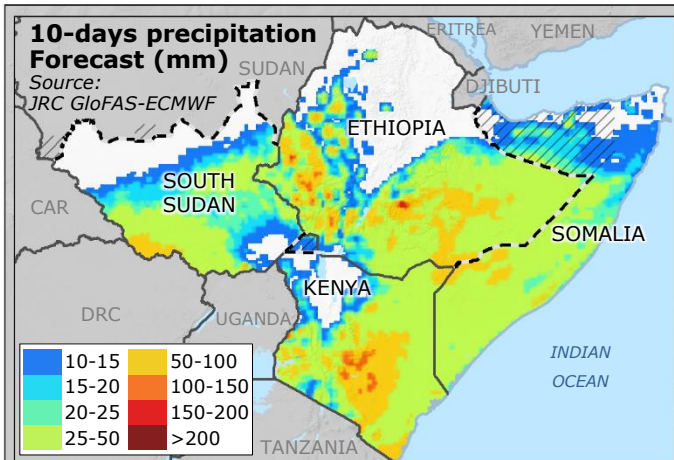 10-days precipitation
Forecast (mm)
Source:
JRC GloFAS-ECMWF
ERITREA
YEMEN
SUDAN
DJIBUTI
ETHIOPIA
SOUTH
SUDAN
CAR
SOMALIA
KENYA
DRC
UGANDA
INDIAN
OCEAN
10-15
15-20
20-25
25-50
50-100
100-150
150-200
>200
TANZANIA